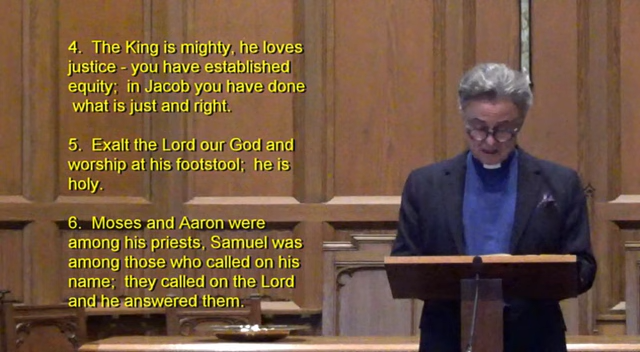 4.  The King is mighty, he loves
justice - you have established
equity;  in Jacob you have done
what is just and right.
5.  Exalt the Lord our God and
worship at his footstool;  he is
holy.
6.  Moses and Aaron were
among his priests, Samuel was
among those who called on his
name;  they called on the Lord
and he answered them.